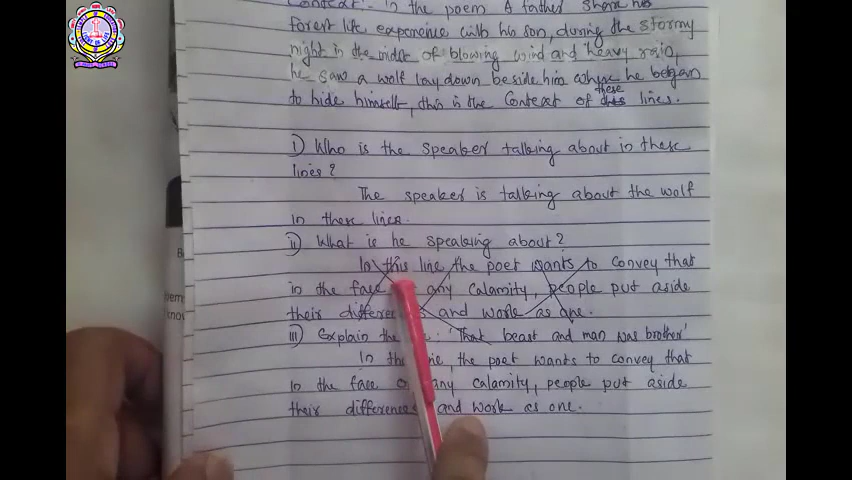 Context:- In the poem A father share his
forest life experience with his son, during the stormy
night in the midst of blowing wind and heavy rain,
he saw a wolf lay down beside him where he began
these
to hide himself, this is the Context of lines.
i) Who is the speaker talking about in these
lines?
The speaker is talking about the wolf
in these lines.
ii) What is he speaking about?
In this line the poet wants to convey that
in the face any calamity, people put aside
their and work as one.
iii) Explain the : 'That beast and man was brother'
In the poet wants to convey that
in the face any calamity, people put aside
their difference and work as one.